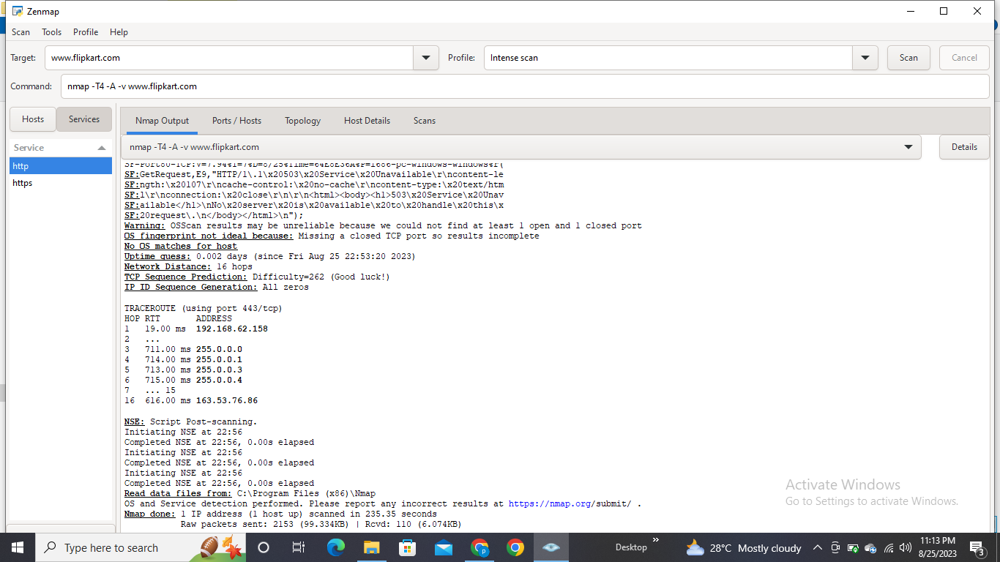 Zenmap
Scan Tools Profile Help
Target: www.flipkart.com Profile: Intense scan Scan Cancel
Command: nmap -T4 -A -v www.flipkart.com
Hosts Services
Service
http
https
Nmap Output Ports / Hosts Topology Host Details Scans
nmap -T4 -A -v www.flipkart.com Details
SF-Port80-TCP:V=7.94%I=7%D=8/25%Time=64E8E36A%P=i686-pc-windows-windows%r(
SF:GetRequest,E9,"HTTP/1\.1\x20503\x20Service\x20Unavailable\r\ncontent-le
SF:ngth:\x20107\r\ncache-control:\x20no-cache\r\ncontent-type:\x20text/htm
SF:l\r\nconnection:\x20close\r\n\r\n<html><body><h1>503\x20Service\x20Unav
SF:ailable</h1>\nNo\x20server\x20is\x20available\x20to\x20handle\x20this\x
SF:20request\.\n</body></html>\n");
Warning: OSScan results may be unreliable because we could not find at least 1 open and 1 closed port
OS fingerprint not ideal because: Missing a closed TCP port so results incomplete
No OS matches for host
Uptime guess: 0.002 days (since Fri Aug 25 22:53:20 2023)
Network Distance: 16 hops
TCP Sequence Prediction: Difficulty=262 (Good luck!)
IP ID Sequence Generation: All zeros
TRACEROUTE (using port 443/tcp)
HOP RTT ADDRESS
1 19.00 ms 192.168.62.158
2 ...
3 711.00 ms 255.0.0.0
4 714.00 ms 255.0.0.1
5 713.00 ms 255.0.0.3
6 715.00 ms 255.0.0.4
7 ... 15
16 616.00 ms 163.53.76.86
NSE: Script Post-scanning.
Initiating NSE at 22:56
Completed NSE at 22:56, 0.00s elapsed
Initiating NSE at 22:56
Completed NSE at 22:56, 0.00s elapsed
Initiating NSE at 22:56
Completed NSE at 22:56, 0.00s elapsed
Read data files from: C:\Program Files (x86)\Nmap
OS and Service detection performed. Please report any incorrect results at https://nmap.org/submit/ .
Nmap done: 1 IP address (1 host up) scanned in 235.35 seconds
Raw packets sent: 2153 (99.334KB) | Rcvd: 110 (6.074KB)
Activate Windows
Go to Settings to activate Windows.
Type here to search
Desktop
28°C Mostly cloudy
11:13 PM
8/25/2023
3